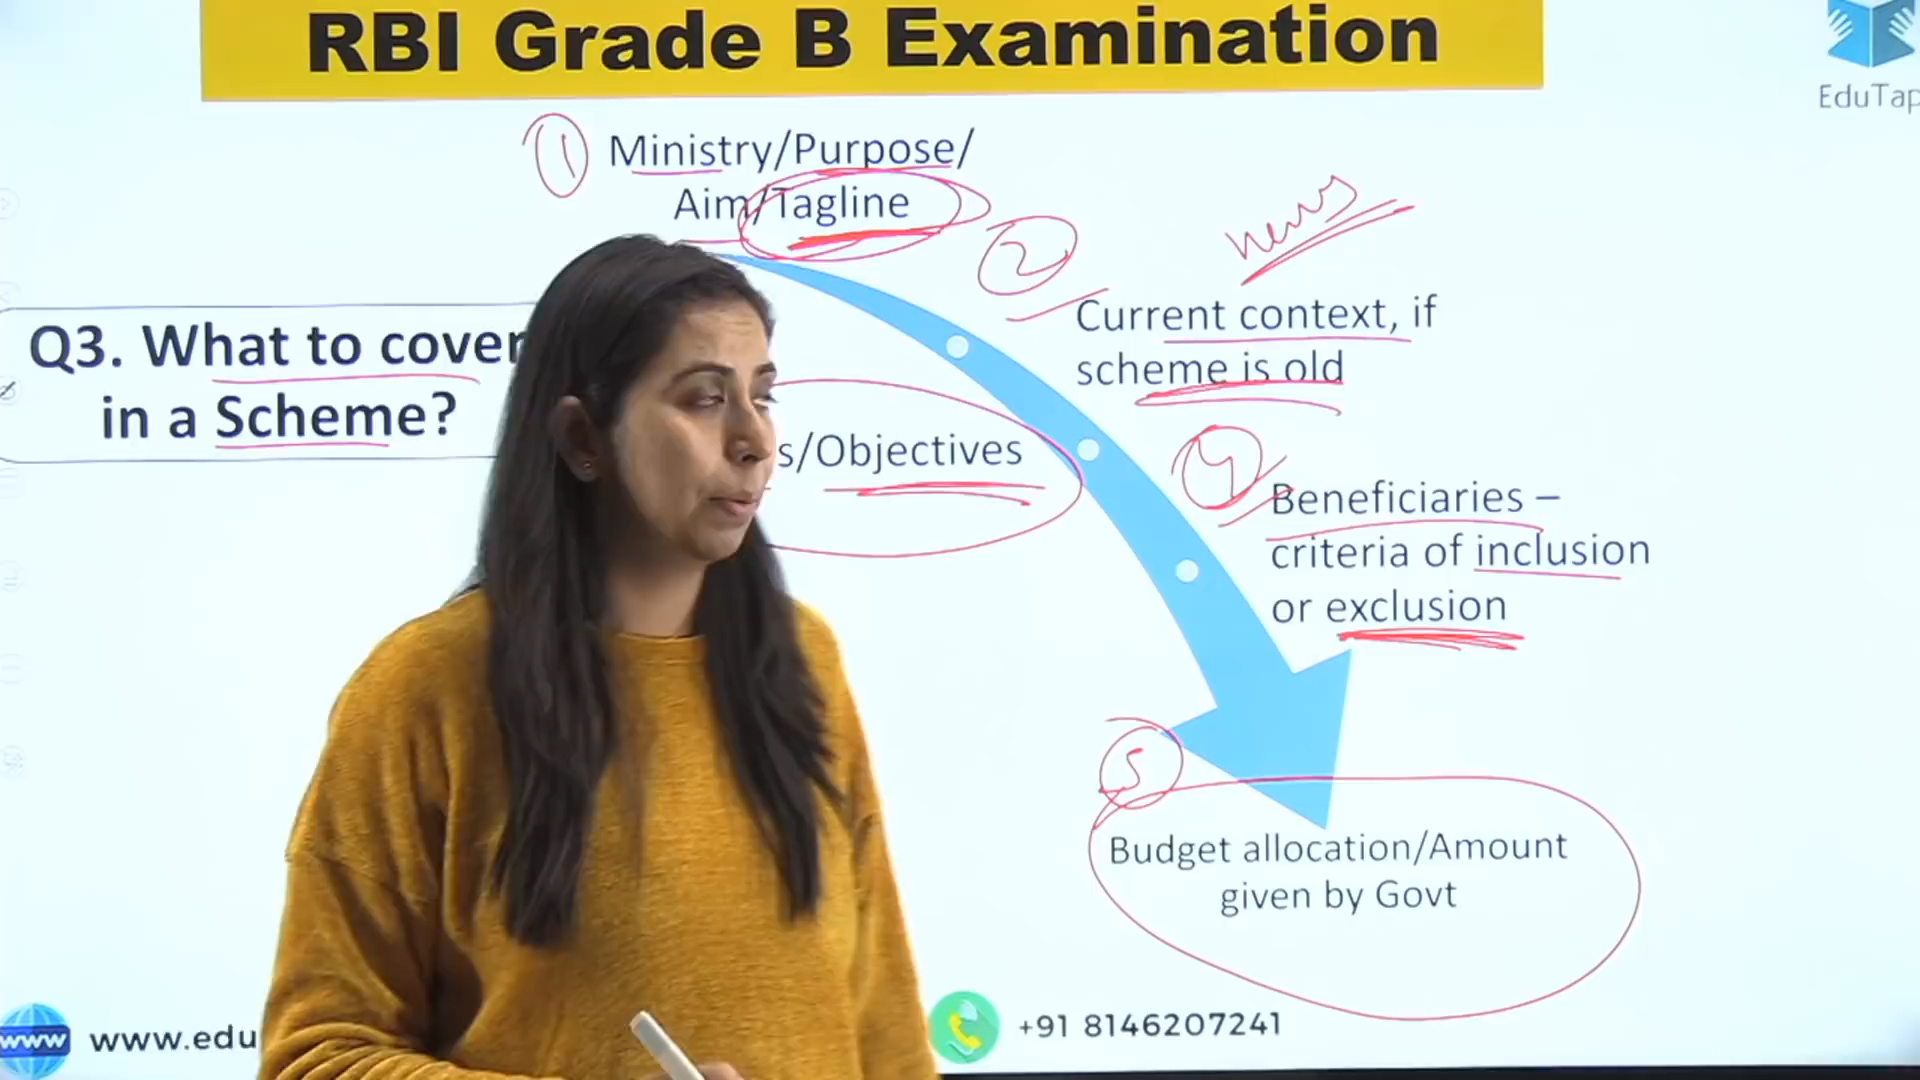 RBI Grade B Examination
EduTap
1
Ministry/Purpose/
Aim/Tagline
2
news
Current context, if
scheme is old
Q3. What to cover
in a Scheme?
s/Objectives
4
Beneficiaries –
criteria of inclusion
or exclusion
5
Budget allocation/Amount
given by Govt
www
www.edu
+91 8146207241